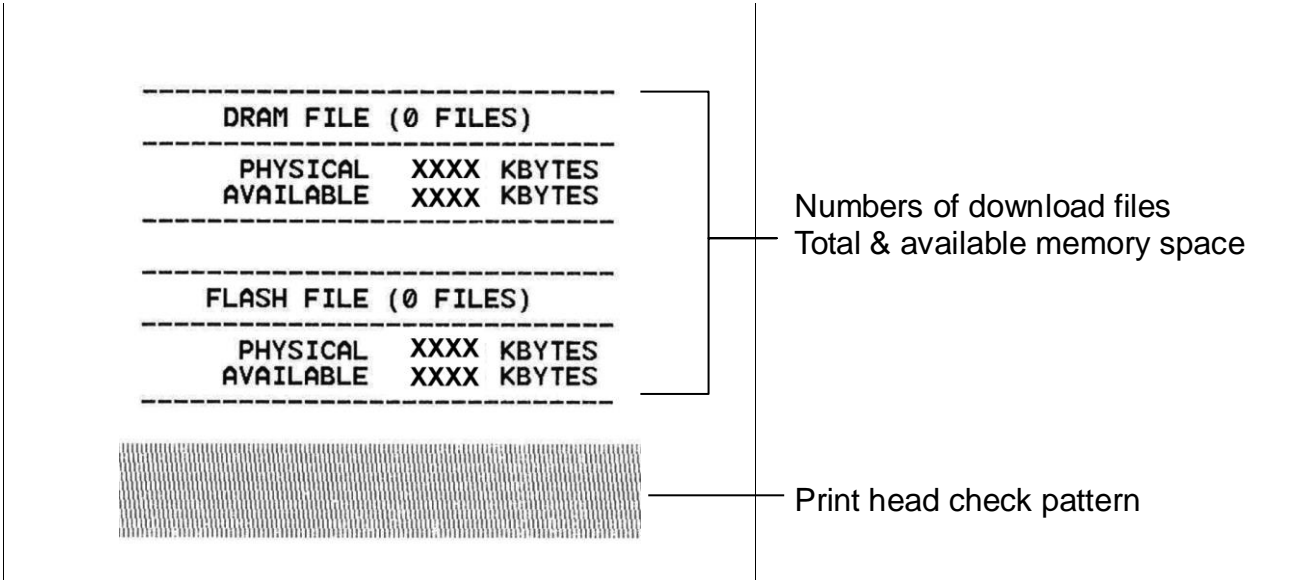 DRAM FILE (0 FILES)
PHYSICAL XXXX KBYTES
AVAILABLE XXXX KBYTES
FLASH FILE (0 FILES)
PHYSICAL XXXX KBYTES
AVAILABLE XXXX KBYTES
Numbers of download files
Total & available memory space
Print head check pattern